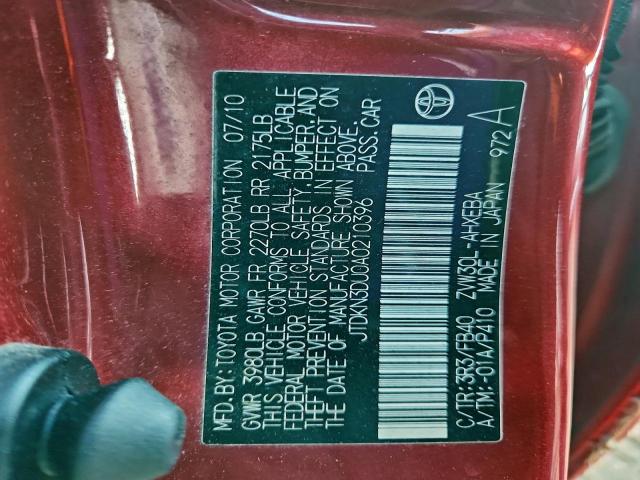 MFD. BY: TOYOTA MOTOR CORPORATION 07/10
GVWR 3980LB GAWR FR 2270LB RR 2175LB
THIS VEHICLE CONFORMS TO ALL APPLICABLE
FEDERAL MOTOR VEHICLE SAFETY, BUMPER, AND
THEFT PREVENTION STANDARDS IN EFFECT ON
THE DATE OF MANUFACTURE SHOWN ABOVE.
JTDKN3DU0A0210396 PASS. CAR
C/TR: 3R3/FB40 ZVW30L-AHXEBA
A/TM: -01A/P410 MADE IN JAPAN 972 A